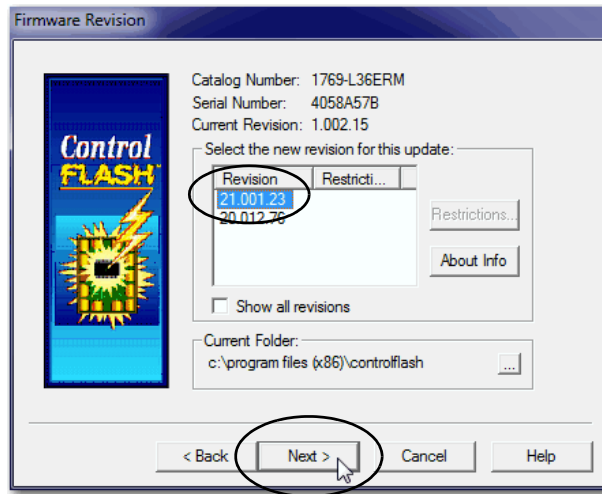 Firmware Revision
Control
FLASH
Catalog Number: 1769-L36ERM
Serial Number: 4058A57B
Current Revision: 1.002.15
Select the new revision for this update:
Revision Restricti...
21.001.23
20.012.76
Restrictions...
About Info
Show all revisions
Current Folder:
c:\program files (x86)\controlflash
...
< Back Next > Cancel Help